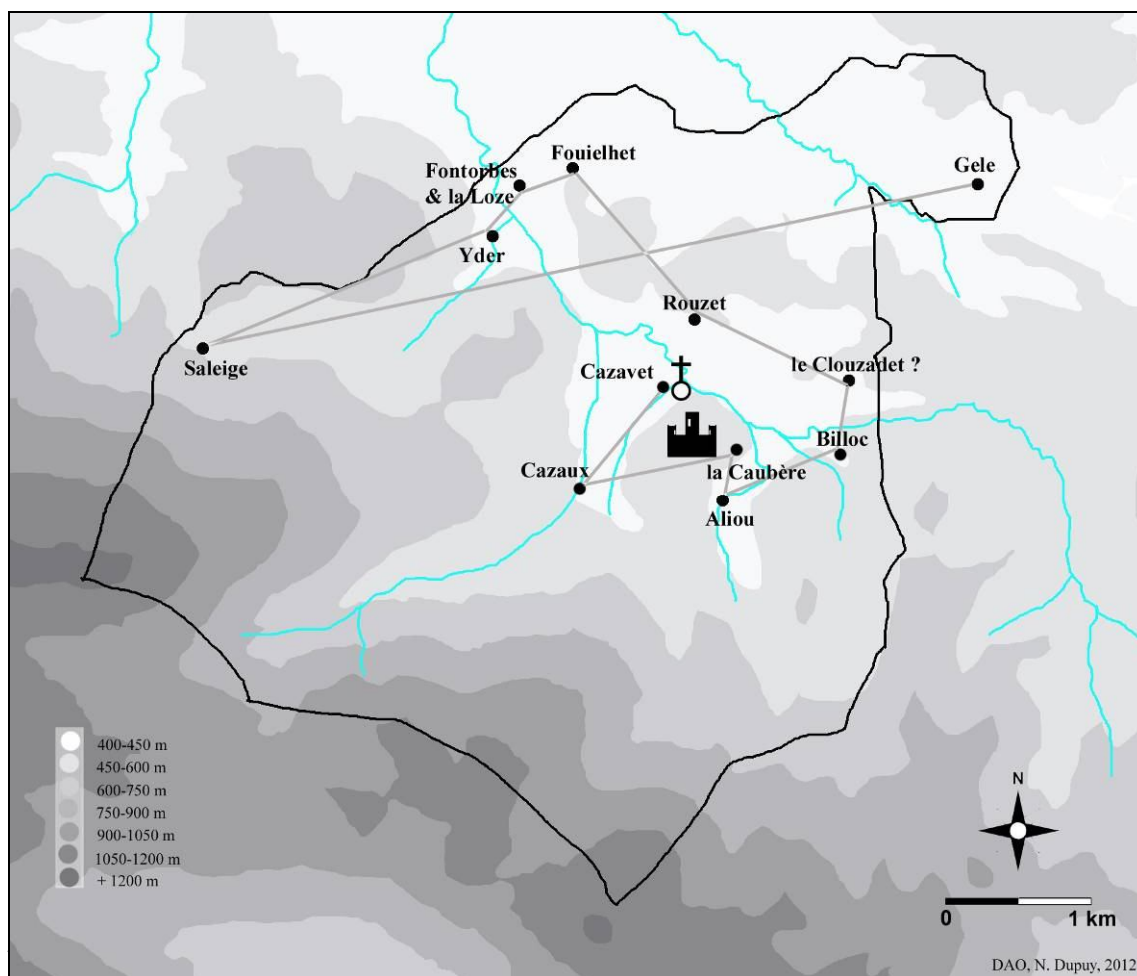 Fouielhet
Fontorbes
& la Loze
Gele
Yder
Rouzet
Saleige
Cazavet
le Clouzadet ?
Billoc
Cazaux
la Caubère
Aliou
400-450 m
450-600 m
600-750 m
750-900 m
900-1050 m
1050-1200 m
+ 1200 m
N
0 1 km
DAO, N. Dupuy, 2012